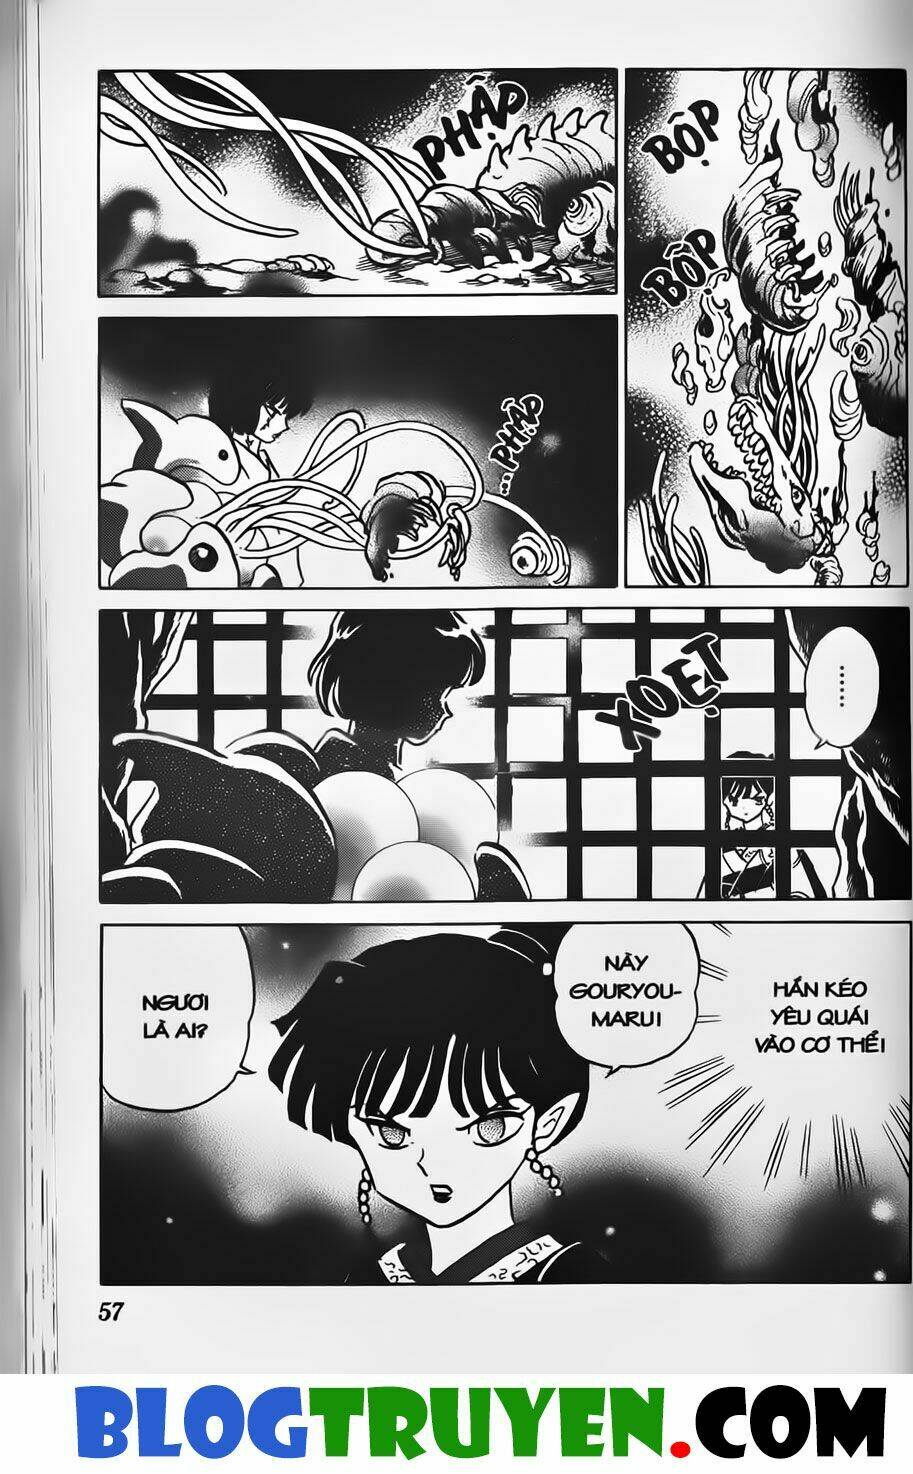 BỘP
BỘP
PHẬP
...PHẬP
........
XOẸT
HẮN KÉO
YÊU QUÁI
VÀO CƠ THỂ!
NÀY
GOURYOU-
MARU!
NGƯƠI
LÀ AI?
57
BLOGTRUYEN.COM